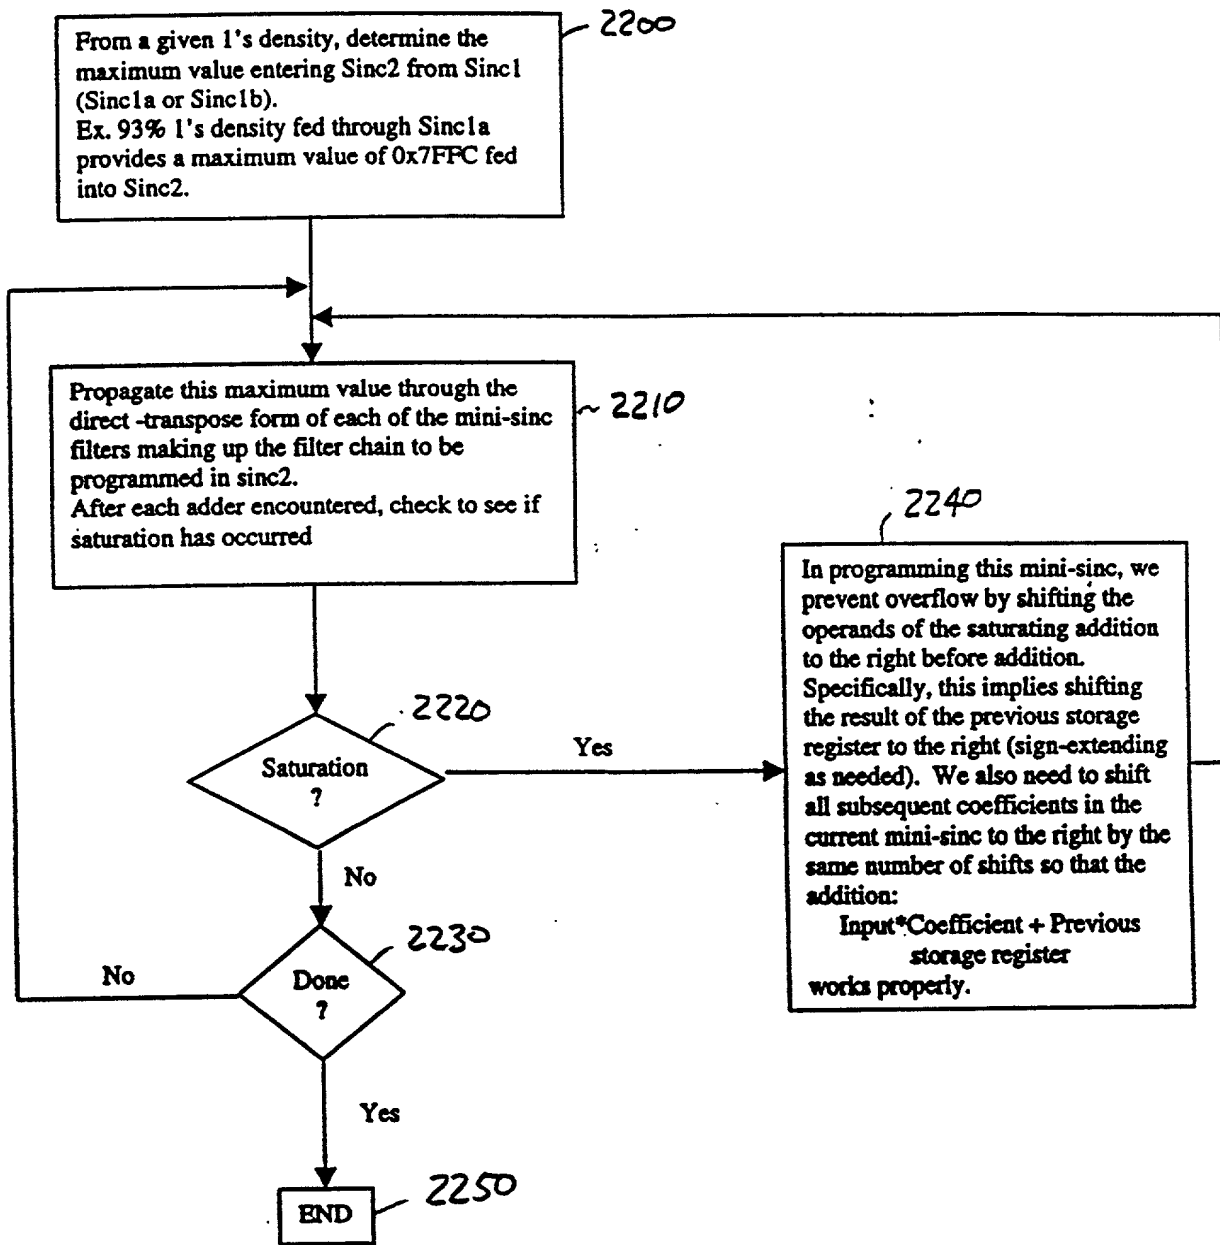 From a given 1's density, determine the
maximum value entering Sinc2 from Sinc1
(Sinc1a or Sinc1b).
Ex. 93% 1's density fed through Sinc1a
provides a maximum value of 0x7FFC fed
into Sinc2.
2200
Propagate this maximum value through the
direct -transpose form of each of the mini-sinc
filters making up the filter chain to be
programmed in sinc2.
After each adder encountered, check to see if
saturation has occurred
2210
2240
In programming this mini-sinc, we
prevent overflow by shifting the
operands of the saturating addition
to the right before addition.
Specifically, this implies shifting
the result of the previous storage
register to the right (sign-extending
as needed). We also need to shift
all subsequent coefficients in the
current mini-sinc to the right by the
same number of shifts so that the
addition:
Input*Coefficient + Previous
storage register
works properly.
2220
Saturation
?
Yes
No
2230
Done
?
No
Yes
2250
END